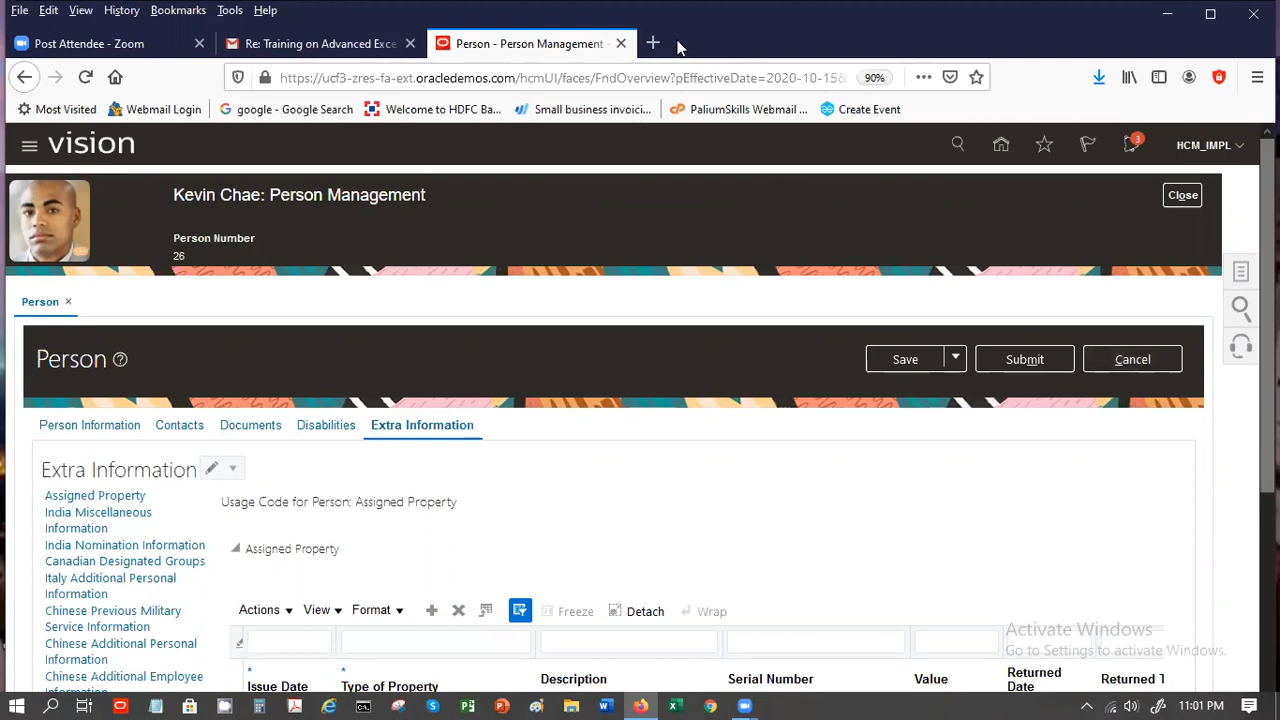 File Edit View History Bookmarks Tools Help
Post Attendee - Zoom
Re: Training on Advanced Exce
Person - Person Management -
https://ucf3-zres-fa-ext.oracledemos.com/hcmUI/faces/FndOverview?pEffectiveDate=2020-10-15&
90%
Most Visited
Webmail Login
google - Google Search
Welcome to HDFC Ba...
Small business invoici...
PaliumSkills Webmail ...
Create Event
vision
3
HCM_IMPL
Kevin Chae: Person Management
Close
Person Number
26
Person
Person
Save
Submit
Cancel
Person Information
Contacts
Documents
Disabilities
Extra Information
Extra Information
Assigned Property
India Miscellaneous
Information
India Nomination Information
Canadian Designated Groups
Italy Additional Personal
Information
Chinese Previous Military
Service Information
Chinese Additional Personal
Information
Chinese Additional Employee
Information
Usage Code for Person: Assigned Property
Assigned Property
Actions View Format Freeze Detach Wrap
* Issue Date
* Type of Property
Description
Serial Number
Value
Returned
Date
Returned T
Activate Windows
Go to Settings to activate Windows.
11:01 PM